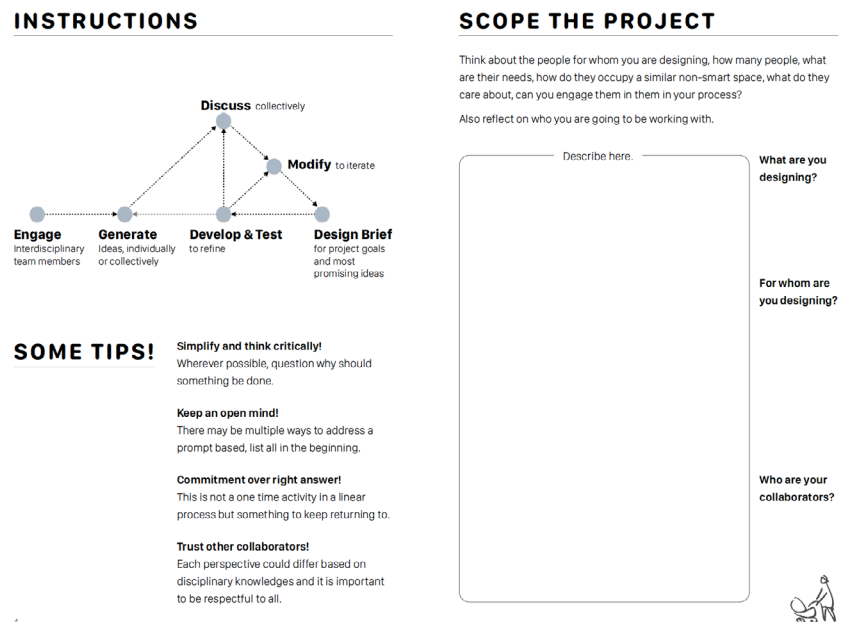 INSTRUCTIONS
Discuss collectively
Modify to iterate
Engage
Interdisciplinary
team members
Generate
Ideas, individually
or collectively
Develop & Test
to refine
Design Brief
for project goals
and most
promising ideas
SOME TIPS!
Simplify and think critically!
Wherever possible, question why should
something be done.
Keep an open mind!
There may be multiple ways to address a
prompt based, list all in the beginning.
Commitment over right answer!
This is not a one time activity in a linear
process but something to keep returning to.
Trust other collaborators!
Each perspective could differ based on
disciplinary knowledges and it is important
to be respectful to all.
SCOPE THE PROJECT
Think about the people for whom you are designing, how many people, what
are their needs, how do they occupy a similar non-smart space, what do they
care about, can you engage them in them in your process?
Also reflect on who you are going to be working with.
Describe here.
What are you
designing?
For whom are
you designing?
Who are your
collaborators?